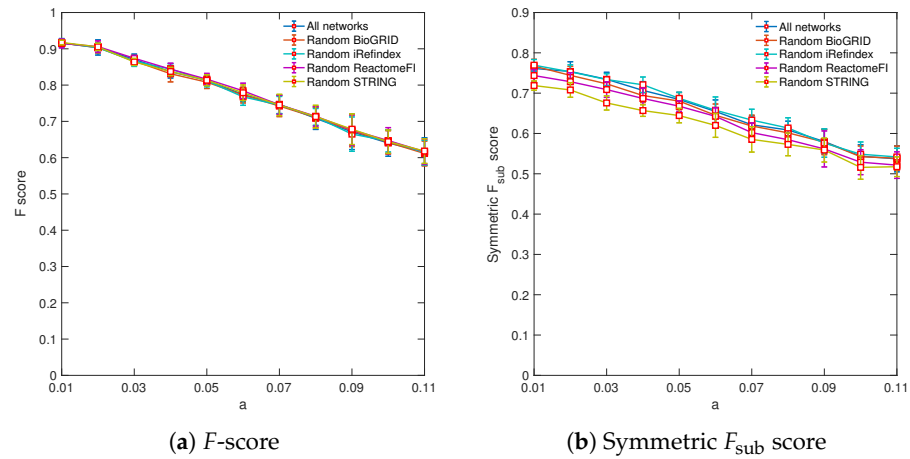 1
0.9
0.8
0.7
0.6
0.5
0.4
0.3
0.2
0.1
0
F score
0.01 0.03 0.05 0.07 0.09 0.11
a
All networks
Random BioGRID
Random iRefindex
Random ReactomeFI
Random STRING
(a) F-score
0.9
0.8
0.7
0.6
0.5
0.4
0.3
0.2
0.1
0
Symmetric F_sub score
0.01 0.03 0.05 0.07 0.09 0.11
a
All networks
Random BioGRID
Random iRefindex
Random ReactomeFI
Random STRING
(b) Symmetric F_sub score